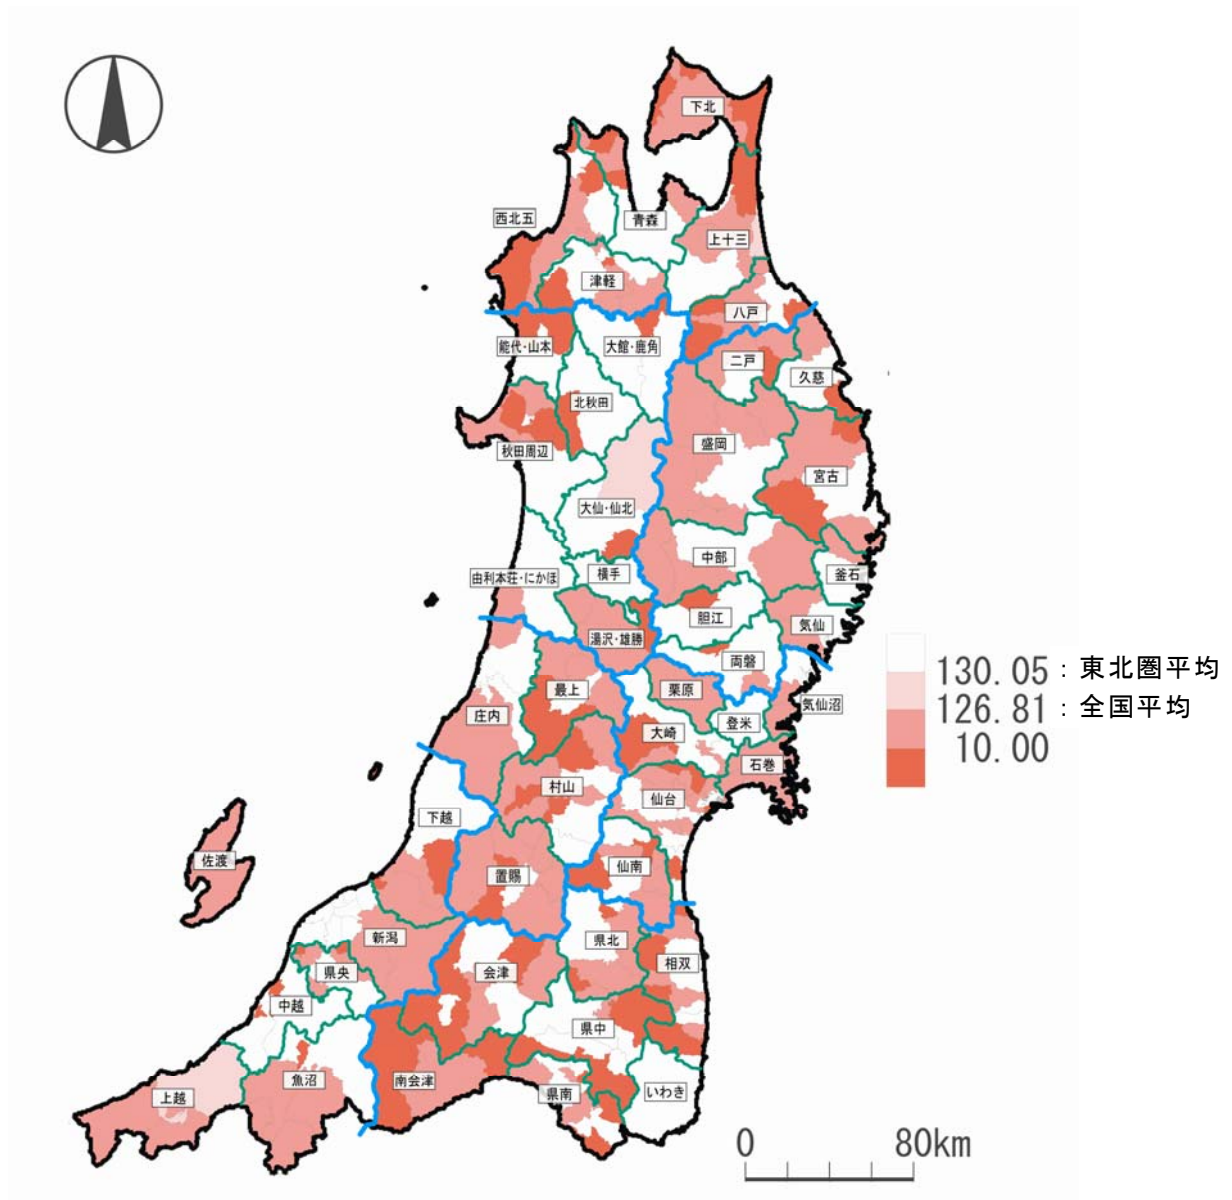 下北
西北五
青森
上十三
津軽
八戸
能代・山本
大館・鹿角
二戸
久慈
北秋田
秋田周辺
盛岡
宮古
大仙・仙北
中部
由利本荘・にかほ
横手
釜石
胆江
気仙
湯沢・雄勝
両磐
130.05：東北圏平均
126.81：全国平均
10.00
最上
栗原
気仙沼
庄内
登米
大崎
石巻
村山
仙台
下越
佐渡
置賜
仙南
新潟
県北
相双
県央
会津
中越
県中
魚沼
南会津
県南
いわき
上越
0 80km